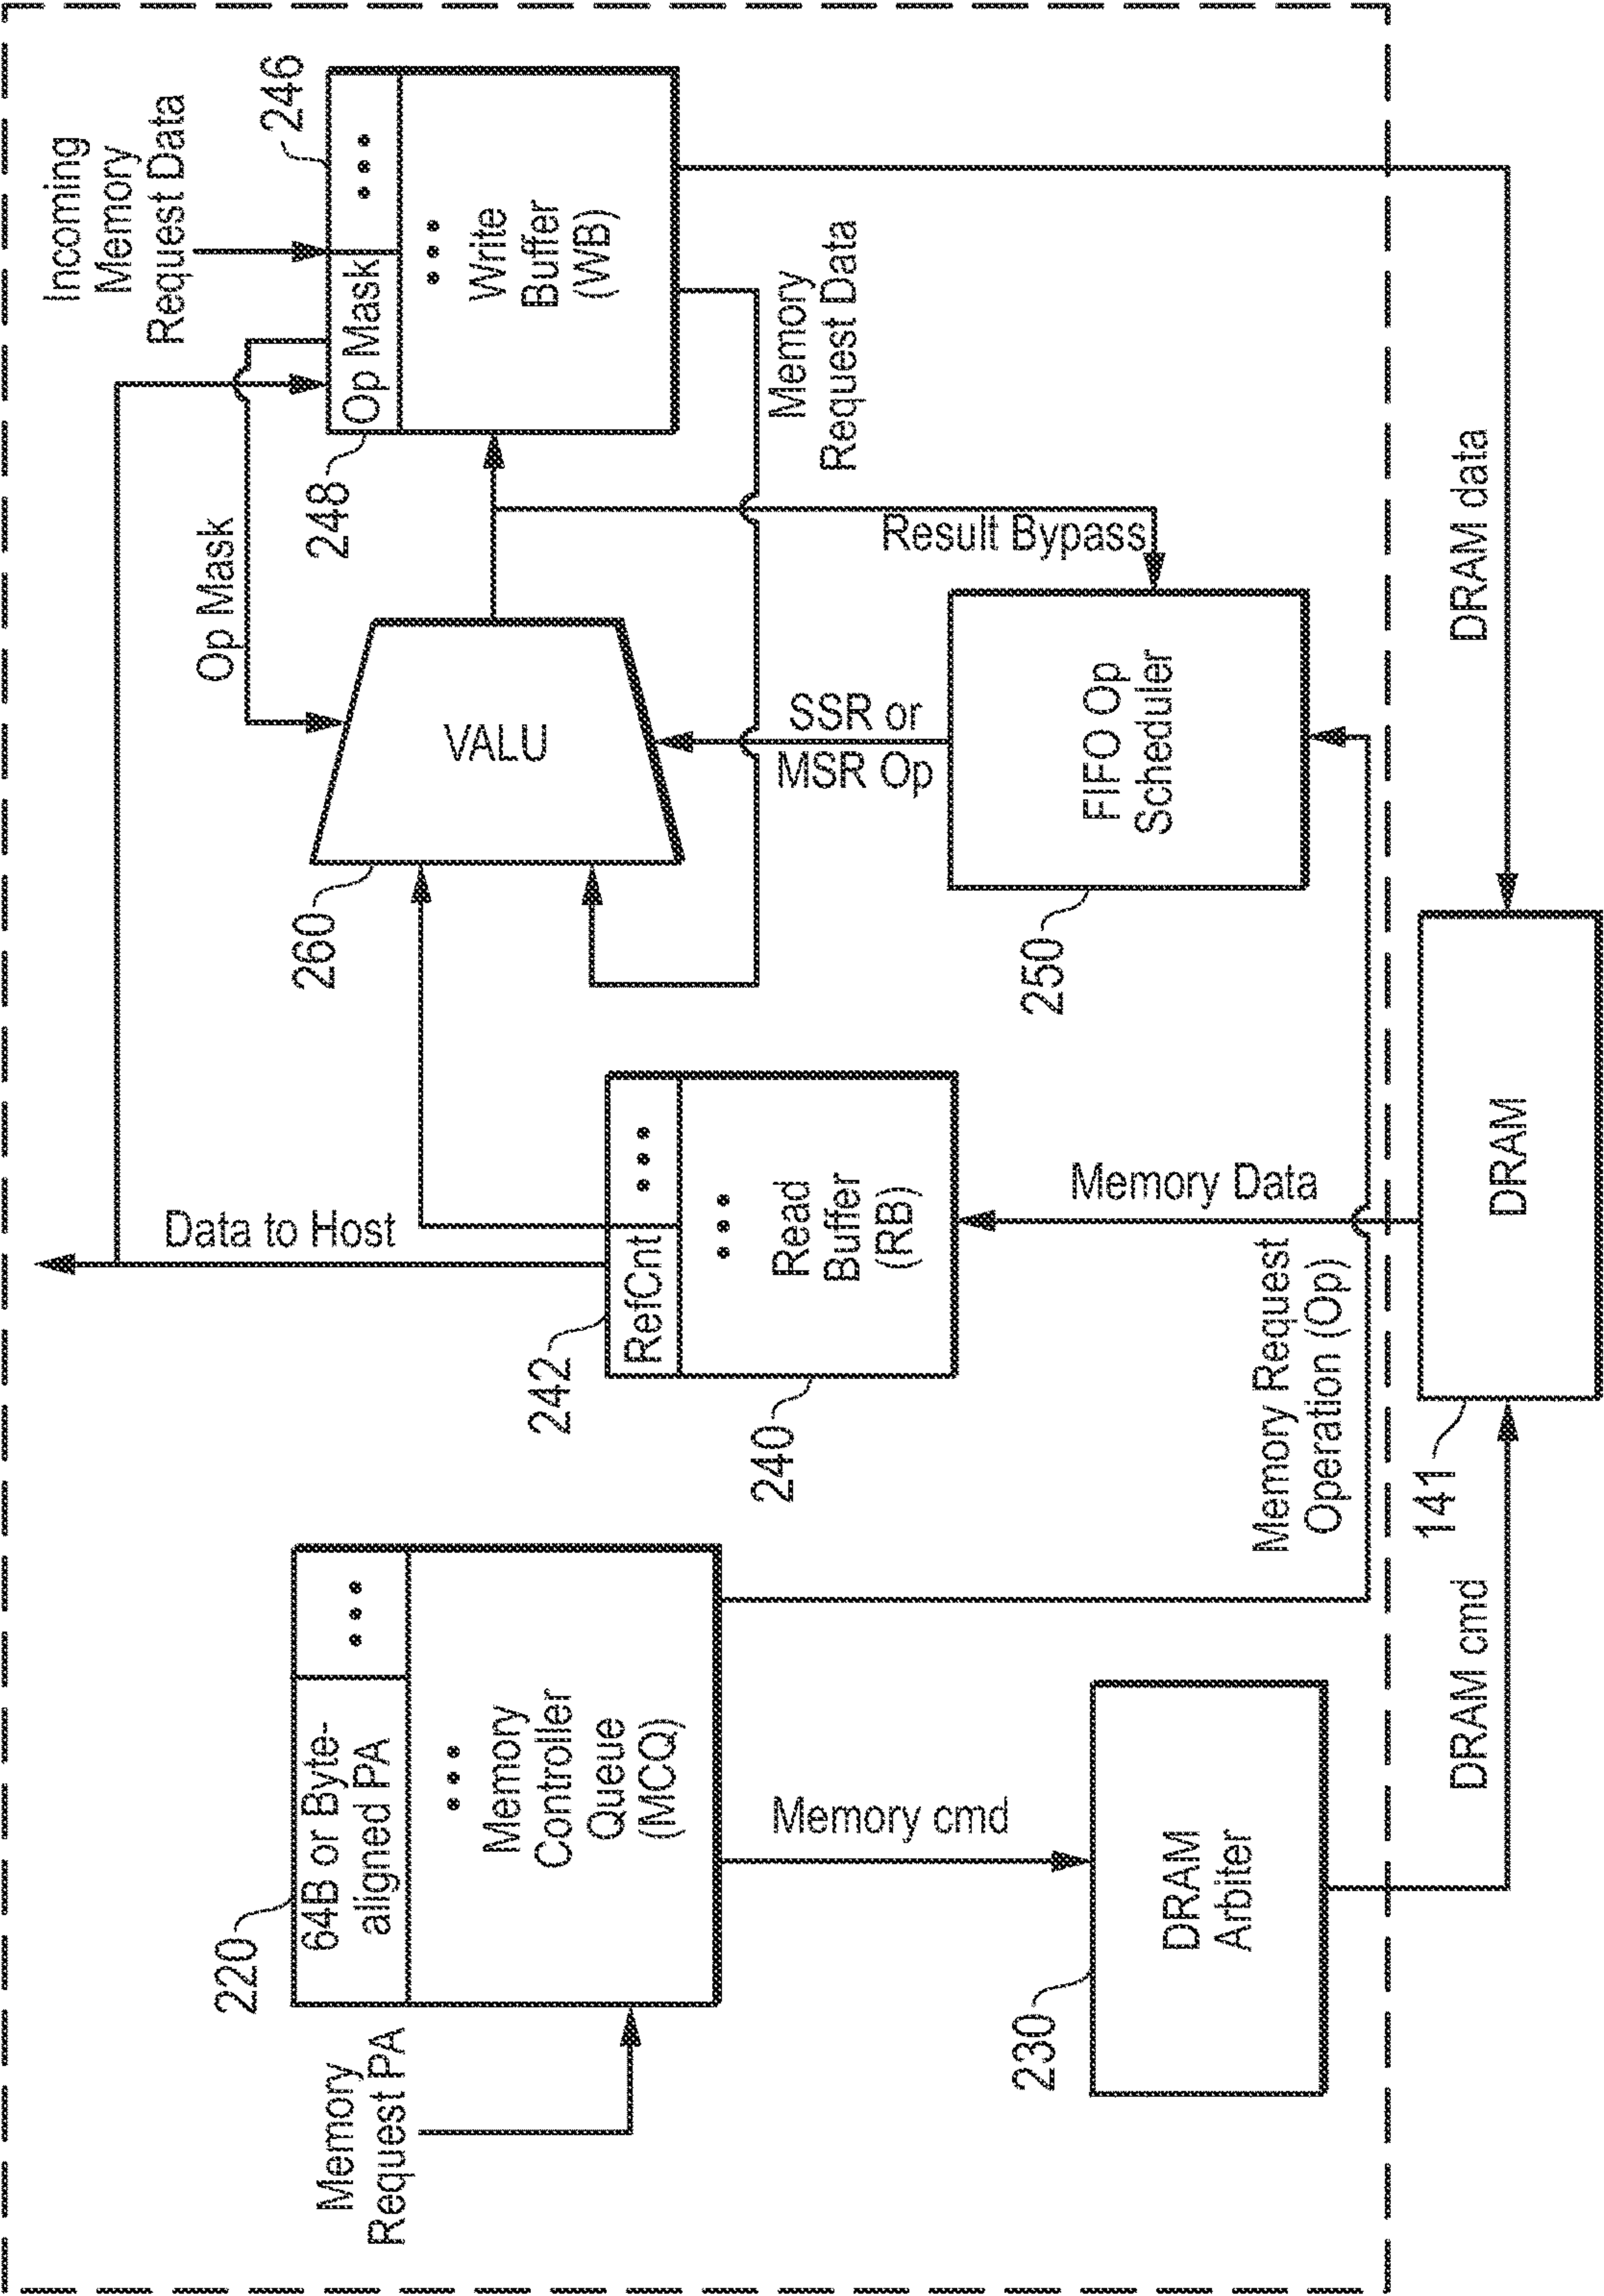 Memory
Request PA
220
64B or Byte-
aligned PA
Memory
Controller
Queue
(MCQ)
Memory cmd
230
DRAM
Arbiter
DRAM cmd
Data to Host
242
RefCnt
Read
Buffer
(RB)
240
Memory Data
Memory Request
Operation (Op)
141
DRAM
Op Mask
260
VALU
SSR or
MSR Op
250
FIFO Op
Scheduler
Result Bypass
Incoming
Memory
Request Data
246
248
Op Mask
Write
Buffer
(WB)
Memory
Request Data
DRAM data